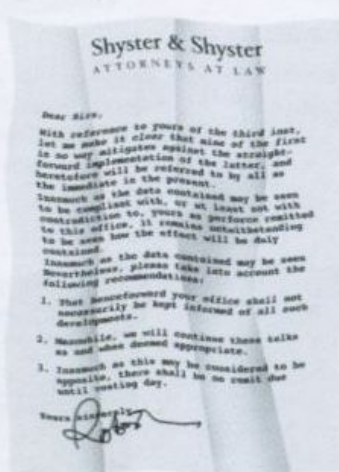 Shyster & Shyster
ATTORNEYS AT LAW
Dear Sirs,
With reference to yours of the third inst,
let me make it clear that mine of the first
in no way mitigates against the straight-
forward implementation of the latter, and
heretofore will be referred to by all as
the immediate in the present.
Inasmuch as the data contained may be seen
to be compliant with, or at least not with
contradiction to, yours as perforce remitted
to this office, it remains notwithstanding
to be seen how the effect will be duly
contained.
Inasmuch as the data contained may be seen
Nevertheless, please take into account the
following recommendations:
1. That henceforward your office shall not
necessarily be kept informed of all such
developments.
2. Meanwhile, we will continue these talks
as and when deemed appropriate.
3. Inasmuch as this may be considered to be
apposite, there shall be no remit due
until vesting day.
Yours sincerely